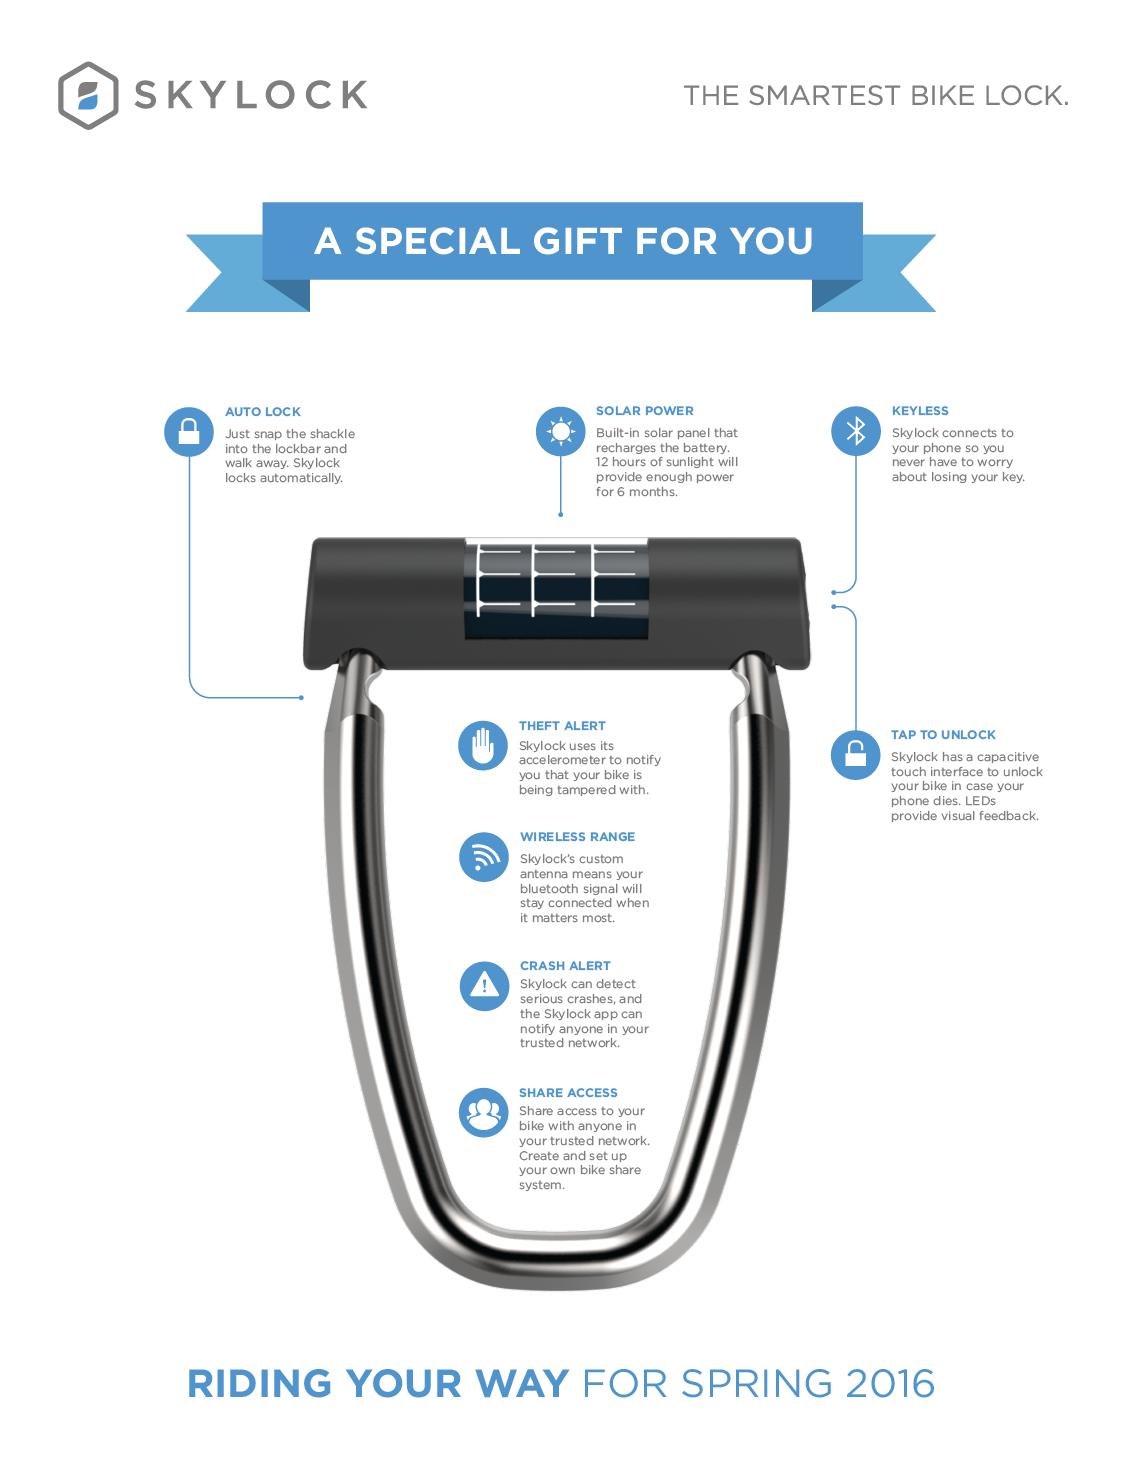 SKYLOCK
THE SMARTEST BIKE LOCK.
A SPECIAL GIFT FOR YOU
AUTO LOCK
Just snap the shackle
into the lockbar and
walk away. Skylock
locks automatically.
SOLAR POWER
Built-in solar panel that
recharges the battery.
12 hours of sunlight will
provide enough power
for 6 months.
KEYLESS
Skylock connects to
your phone so you
never have to worry
about losing your key.
THEFT ALERT
Skylock uses its
accelerometer to notify
you that your bike is
being tampered with.
TAP TO UNLOCK
Skylock has a capacitive
touch interface to unlock
your bike in case your
phone dies. LEDs
provide visual feedback.
WIRELESS RANGE
Skylock’s custom
antenna means your
bluetooth signal will
stay connected when
it matters most.
CRASH ALERT
Skylock can detect
serious crashes, and
the Skylock app can
notify anyone in your
trusted network.
SHARE ACCESS
Share access to your
bike with anyone in
your trusted network.
Create and set up
your own bike share
system.
RIDING YOUR WAY FOR SPRING 2016